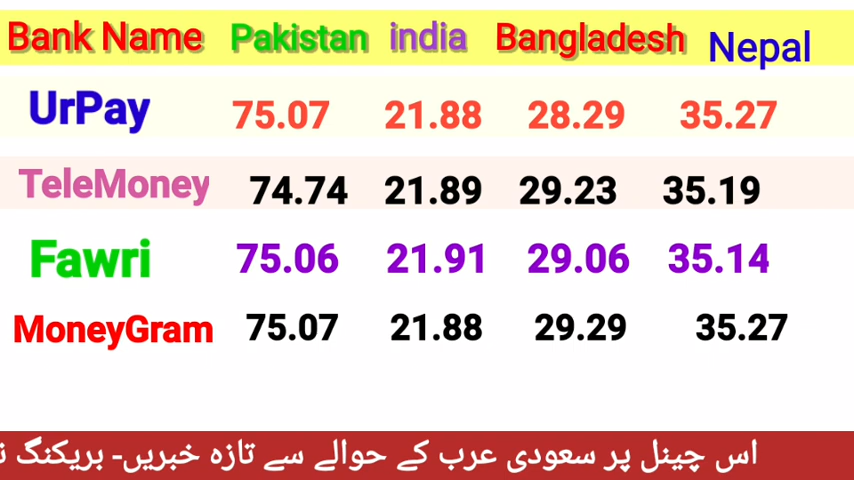 Bank Name Pakistan india Bangladesh Nepal
UrPay 75.07 21.88 28.29 35.27
TeleMoney 74.74 21.89 29.23 35.19
Fawri 75.06 21.91 29.06 35.14
MoneyGram 75.07 21.88 29.29 35.27
اس چینل پر سعودی عرب کے حوالے سے تازہ خبریں- بریکنگ